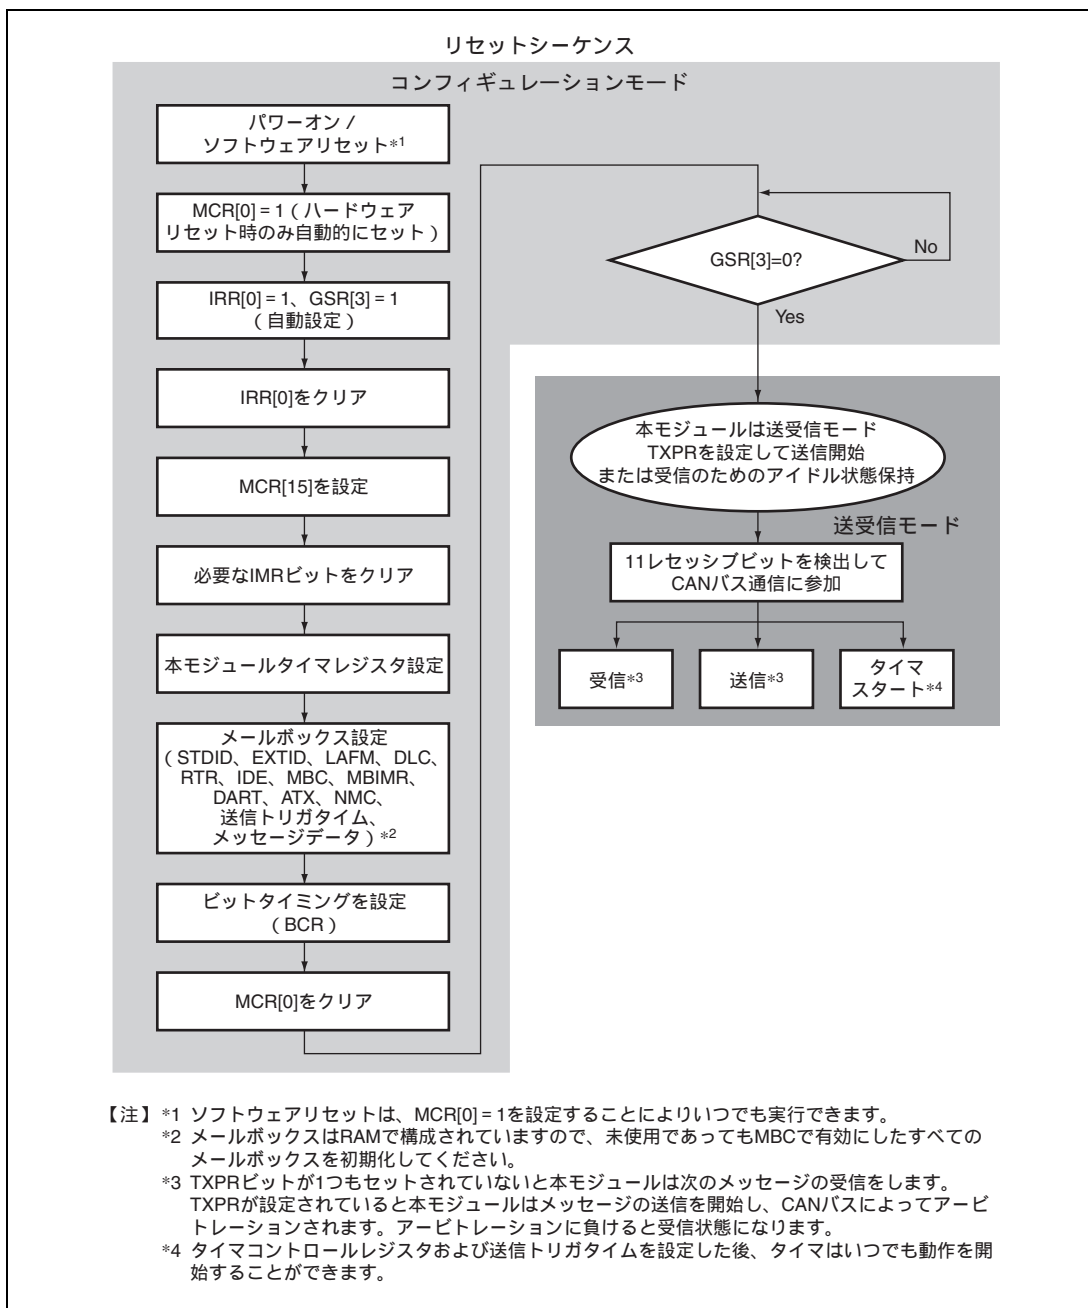 リセットシーケンス
コンフィギュレーションモード
パワーオン /
ソフトウェアリセット*1
MCR[0] = 1（ハードウェア
リセット時のみ自動的にセット）
IRR[0] = 1、GSR[3] = 1
（自動設定）
IRR[0]をクリア
MCR[15]を設定
必要なIMRビットをクリア
本モジュールタイマレジスタ設定
メールボックス設定
（STDID、EXTID、LAFM、DLC、
RTR、IDE、MBC、MBIMR、
DART、ATX、NMC、
送信トリガタイム、
メッセージデータ）*2
ビットタイミングを設定
（BCR）
MCR[0]をクリア
GSR[3]=0?
No
Yes
本モジュールは送受信モード
TXPRを設定して送信開始
または受信のためのアイドル状態保持
送受信モード
11レセッシブビットを検出して
CANバス通信に参加
受信*3
送信*3
タイマ
スタート*4
【注】*1 ソフトウェアリセットは、MCR[0] = 1を設定することによりいつでも実行できます。
*2 メールボックスはRAMで構成されていますので、未使用であってもMBCで有効にしたすべての
メールボックスを初期化してください。
*3 TXPRビットが1つもセットされていないと本モジュールは次のメッセージの受信をします。
TXPRが設定されていると本モジュールはメッセージの送信を開始し、CANバスによってアービ
トレーションされます。アービトレーションに負けると受信状態になります。
*4 タイマコントロールレジスタおよび送信トリガタイムを設定した後、タイマはいつでも動作を開
始することができます。